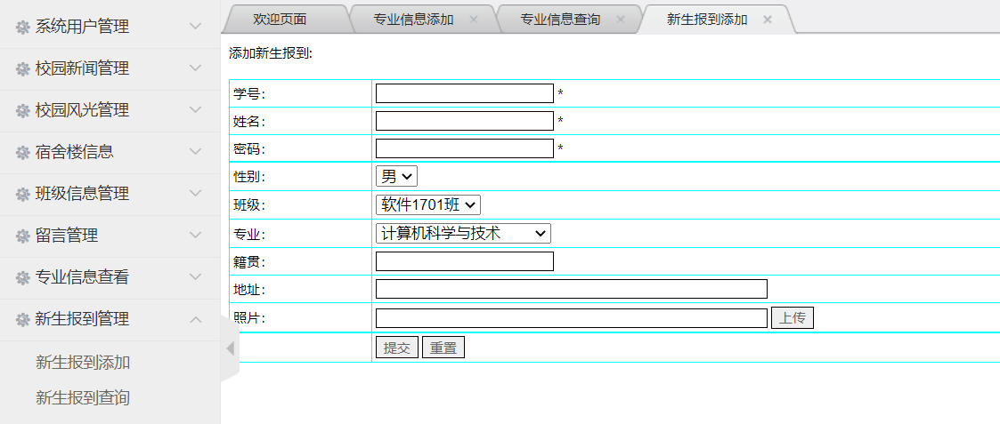 系统用户管理
校园新闻管理
校园风光管理
宿舍楼信息
班级信息管理
留言管理
专业信息查看
新生报到管理
新生报到添加
新生报到查询
欢迎页面 专业信息添加 × 专业信息查询 × 新生报到添加 ×
添加新生报到:
学号: *
姓名: *
密码: *
性别: 男
班级: 软件1701班
专业: 计算机科学与技术
籍贯:
地址:
照片: 上传
提交 重置